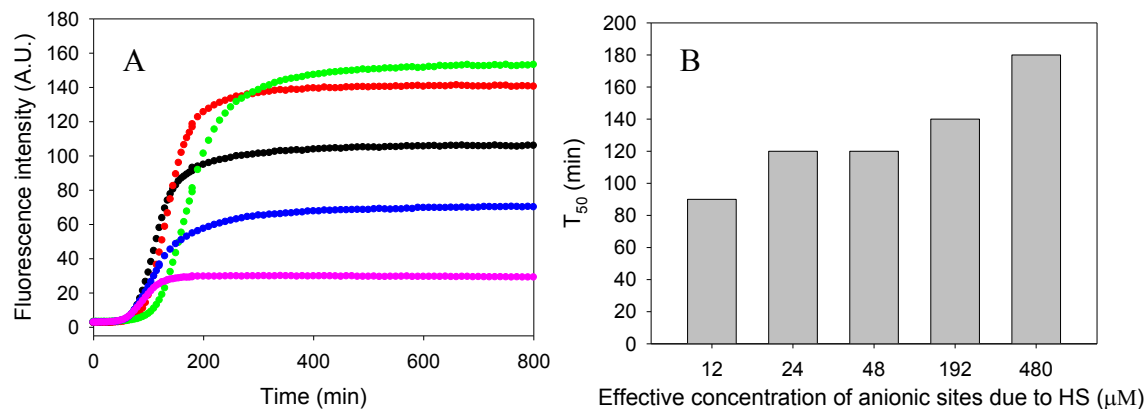 A
Fluorescence intensity (A.U.)
180
160
140
120
100
80
60
40
20
0
0 200 400 600 800
Time (min)
B
T50 (min)
200
180
160
140
120
100
80
60
40
20
0
12 24 48 192 480
Effective concentration of anionic sites due to HS (μM)